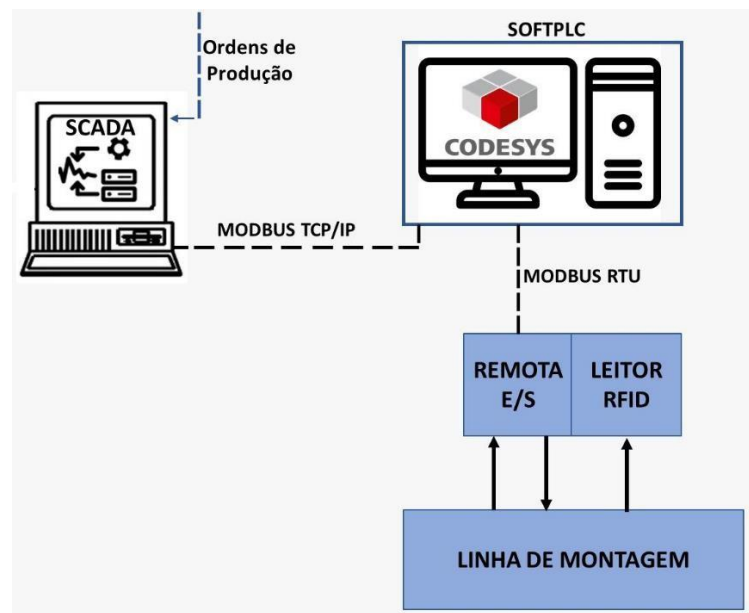 Ordens de
Produção
SOFTPLC
SCADA
CODESYS
MODBUS TCP/IP
MODBUS RTU
REMOTA
E/S
LEITOR
RFID
LINHA DE MONTAGEM